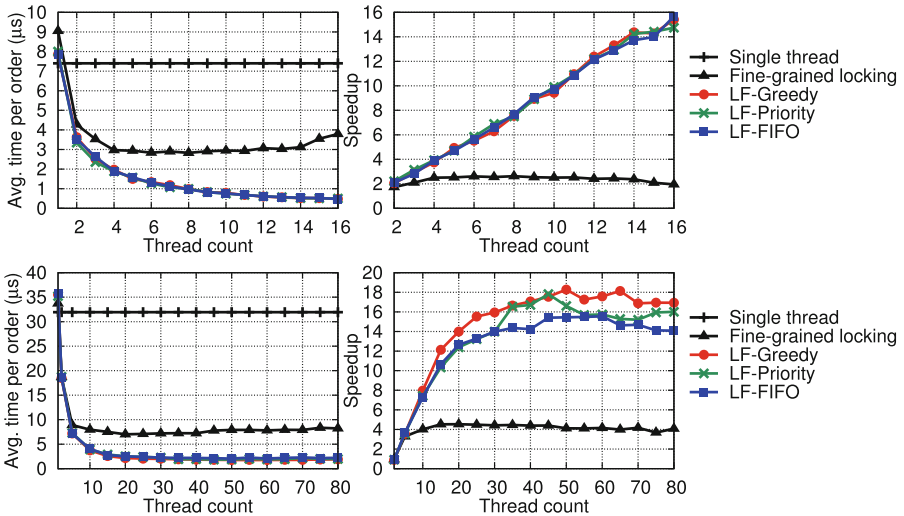 Avg. time per order (µs)
10
9
8
7
6
5
4
3
2
1
0
2 4 6 8 10 12 14 16
Thread count
Speedup
16
14
12
10
8
6
4
2
0
2 4 6 8 10 12 14 16
Thread count
Single thread
Fine-grained locking
LF-Greedy
LF-Priority
LF-FIFO
Avg. time per order (µs)
40
35
30
25
20
15
10
5
0
10 20 30 40 50 60 70 80
Thread count
Speedup
20
18
16
14
12
10
8
6
4
2
0
10 20 30 40 50 60 70 80
Thread count
Single thread
Fine-grained locking
LF-Greedy
LF-Priority
LF-FIFO